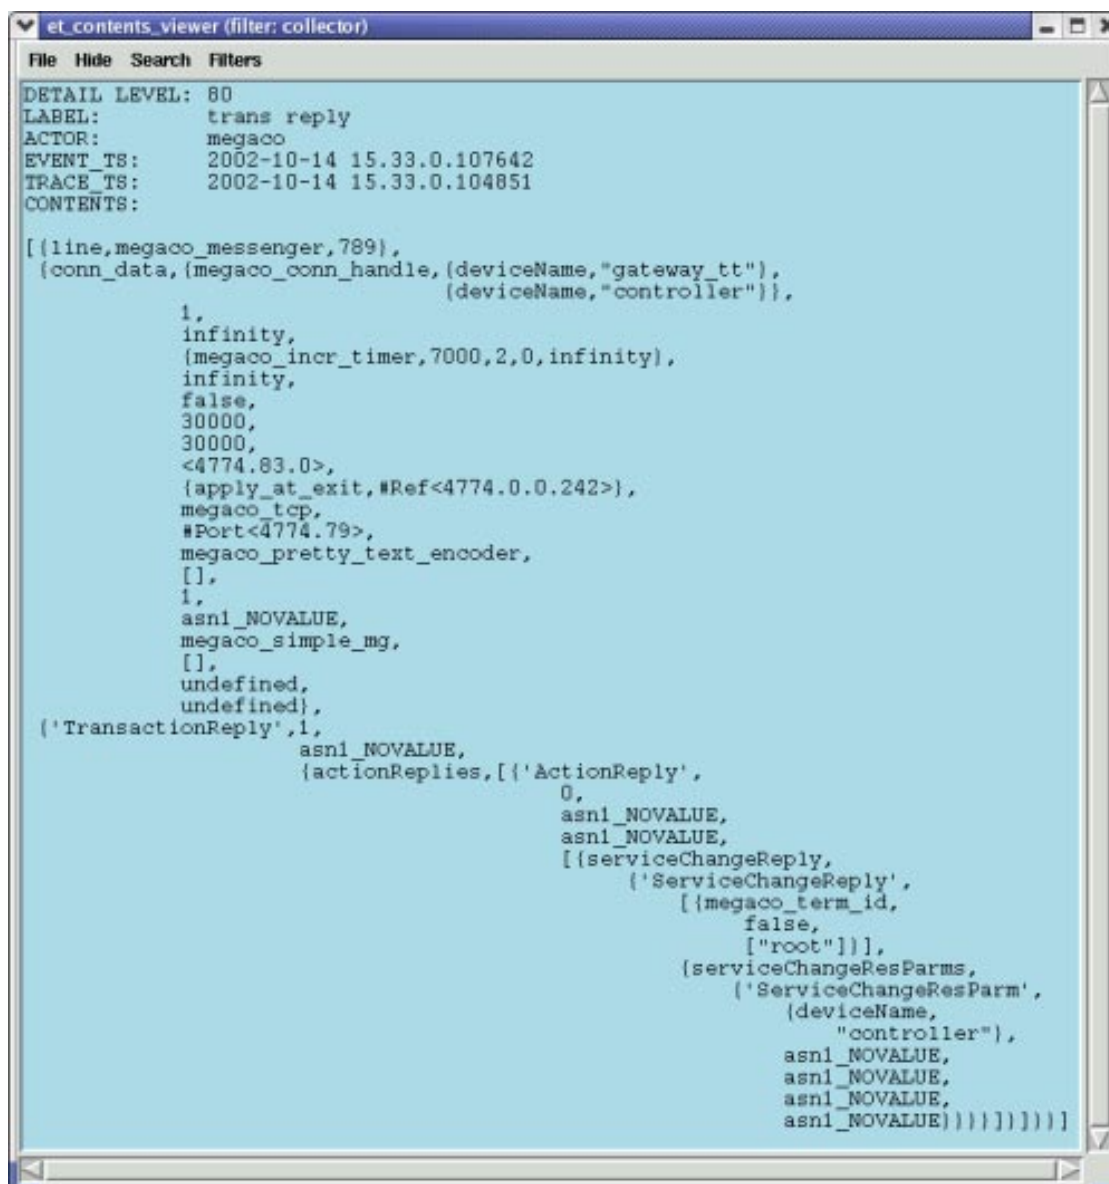 et_contents_viewer (filter: collector)
File Hide Search Filters
DETAIL LEVEL: 80
LABEL: trans reply
ACTOR: megaco
EVENT_TS: 2002-10-14 15.33.0.107642
TRACE_TS: 2002-10-14 15.33.0.104851
CONTENTS:
[{line,megaco_messenger,789},
{conn_data,{megaco_conn_handle,{deviceName,"gateway_tt"},
{deviceName,"controller"}},
1,
infinity,
{megaco_incr_timer,7000,2,0,infinity},
infinity,
false,
30000,
30000,
<4774.83.0>,
{apply_at_exit,#Ref<4774.0.0.242>},
megaco_tcp,
#Port<4774.79>,
megaco_pretty_text_encoder,
[],
1,
asn1_NOVALUE,
megaco_simple_mg,
[],
undefined,
undefined},
{'TransactionReply',1,
asn1_NOVALUE,
{actionReplies,[{'ActionReply',
0,
asn1_NOVALUE,
asn1_NOVALUE,
[{serviceChangeReply,
{'ServiceChangeReply',
[{megaco_term_id,
false,
["root"]}],
{serviceChangeResParms,
{'ServiceChangeResParm',
{deviceName,
"controller"},
asn1_NOVALUE,
asn1_NOVALUE,
asn1_NOVALUE,
asn1_NOVALUE}}}}]}]}}]